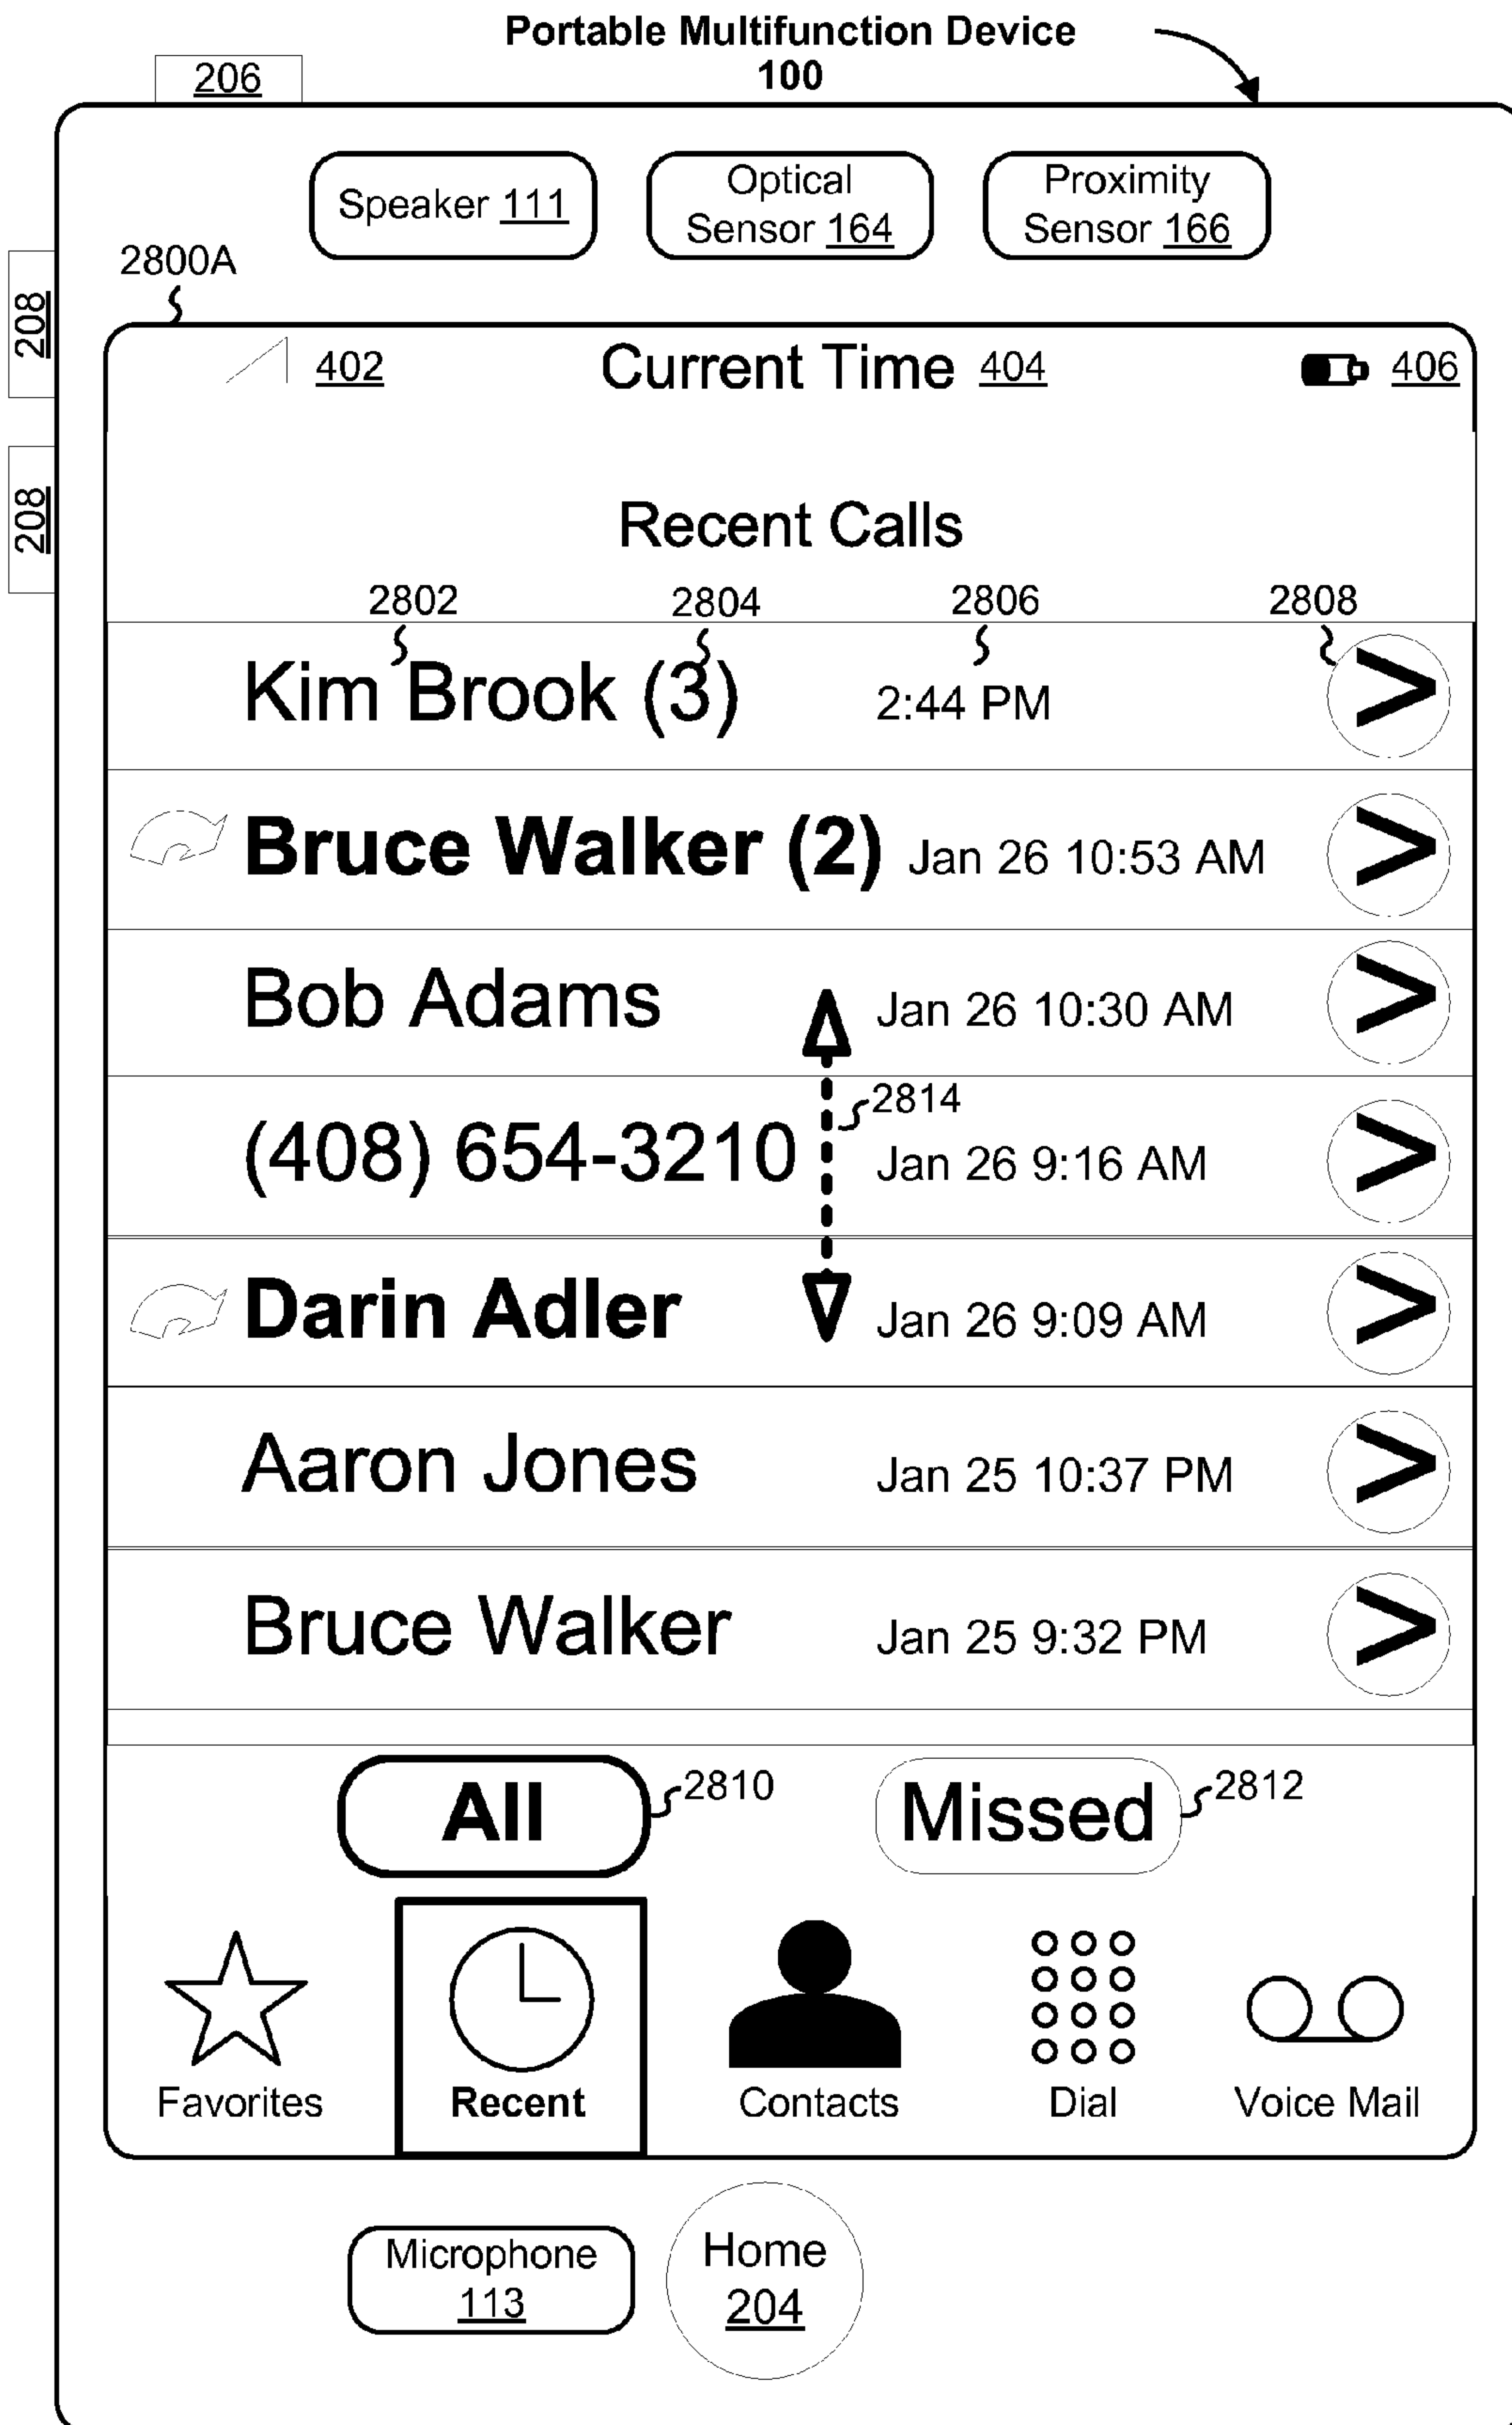 Portable Multifunction Device
100
206
Speaker 111
Optical
Sensor 164
Proximity
Sensor 166
2800A
208
208
402
Current Time 404
406
Recent Calls
2802
2804
2806
2808
Kim Brook (3) 2:44 PM >
Bruce Walker (2) Jan 26 10:53 AM >
Bob Adams Jan 26 10:30 AM >
2814
(408) 654-3210 Jan 26 9:16 AM >
Darin Adler Jan 26 9:09 AM >
Aaron Jones Jan 25 10:37 PM >
Bruce Walker Jan 25 9:32 PM >
All 2810
Missed 2812
Favorites
Recent
Contacts
Dial
Voice Mail
Microphone
113
Home
204